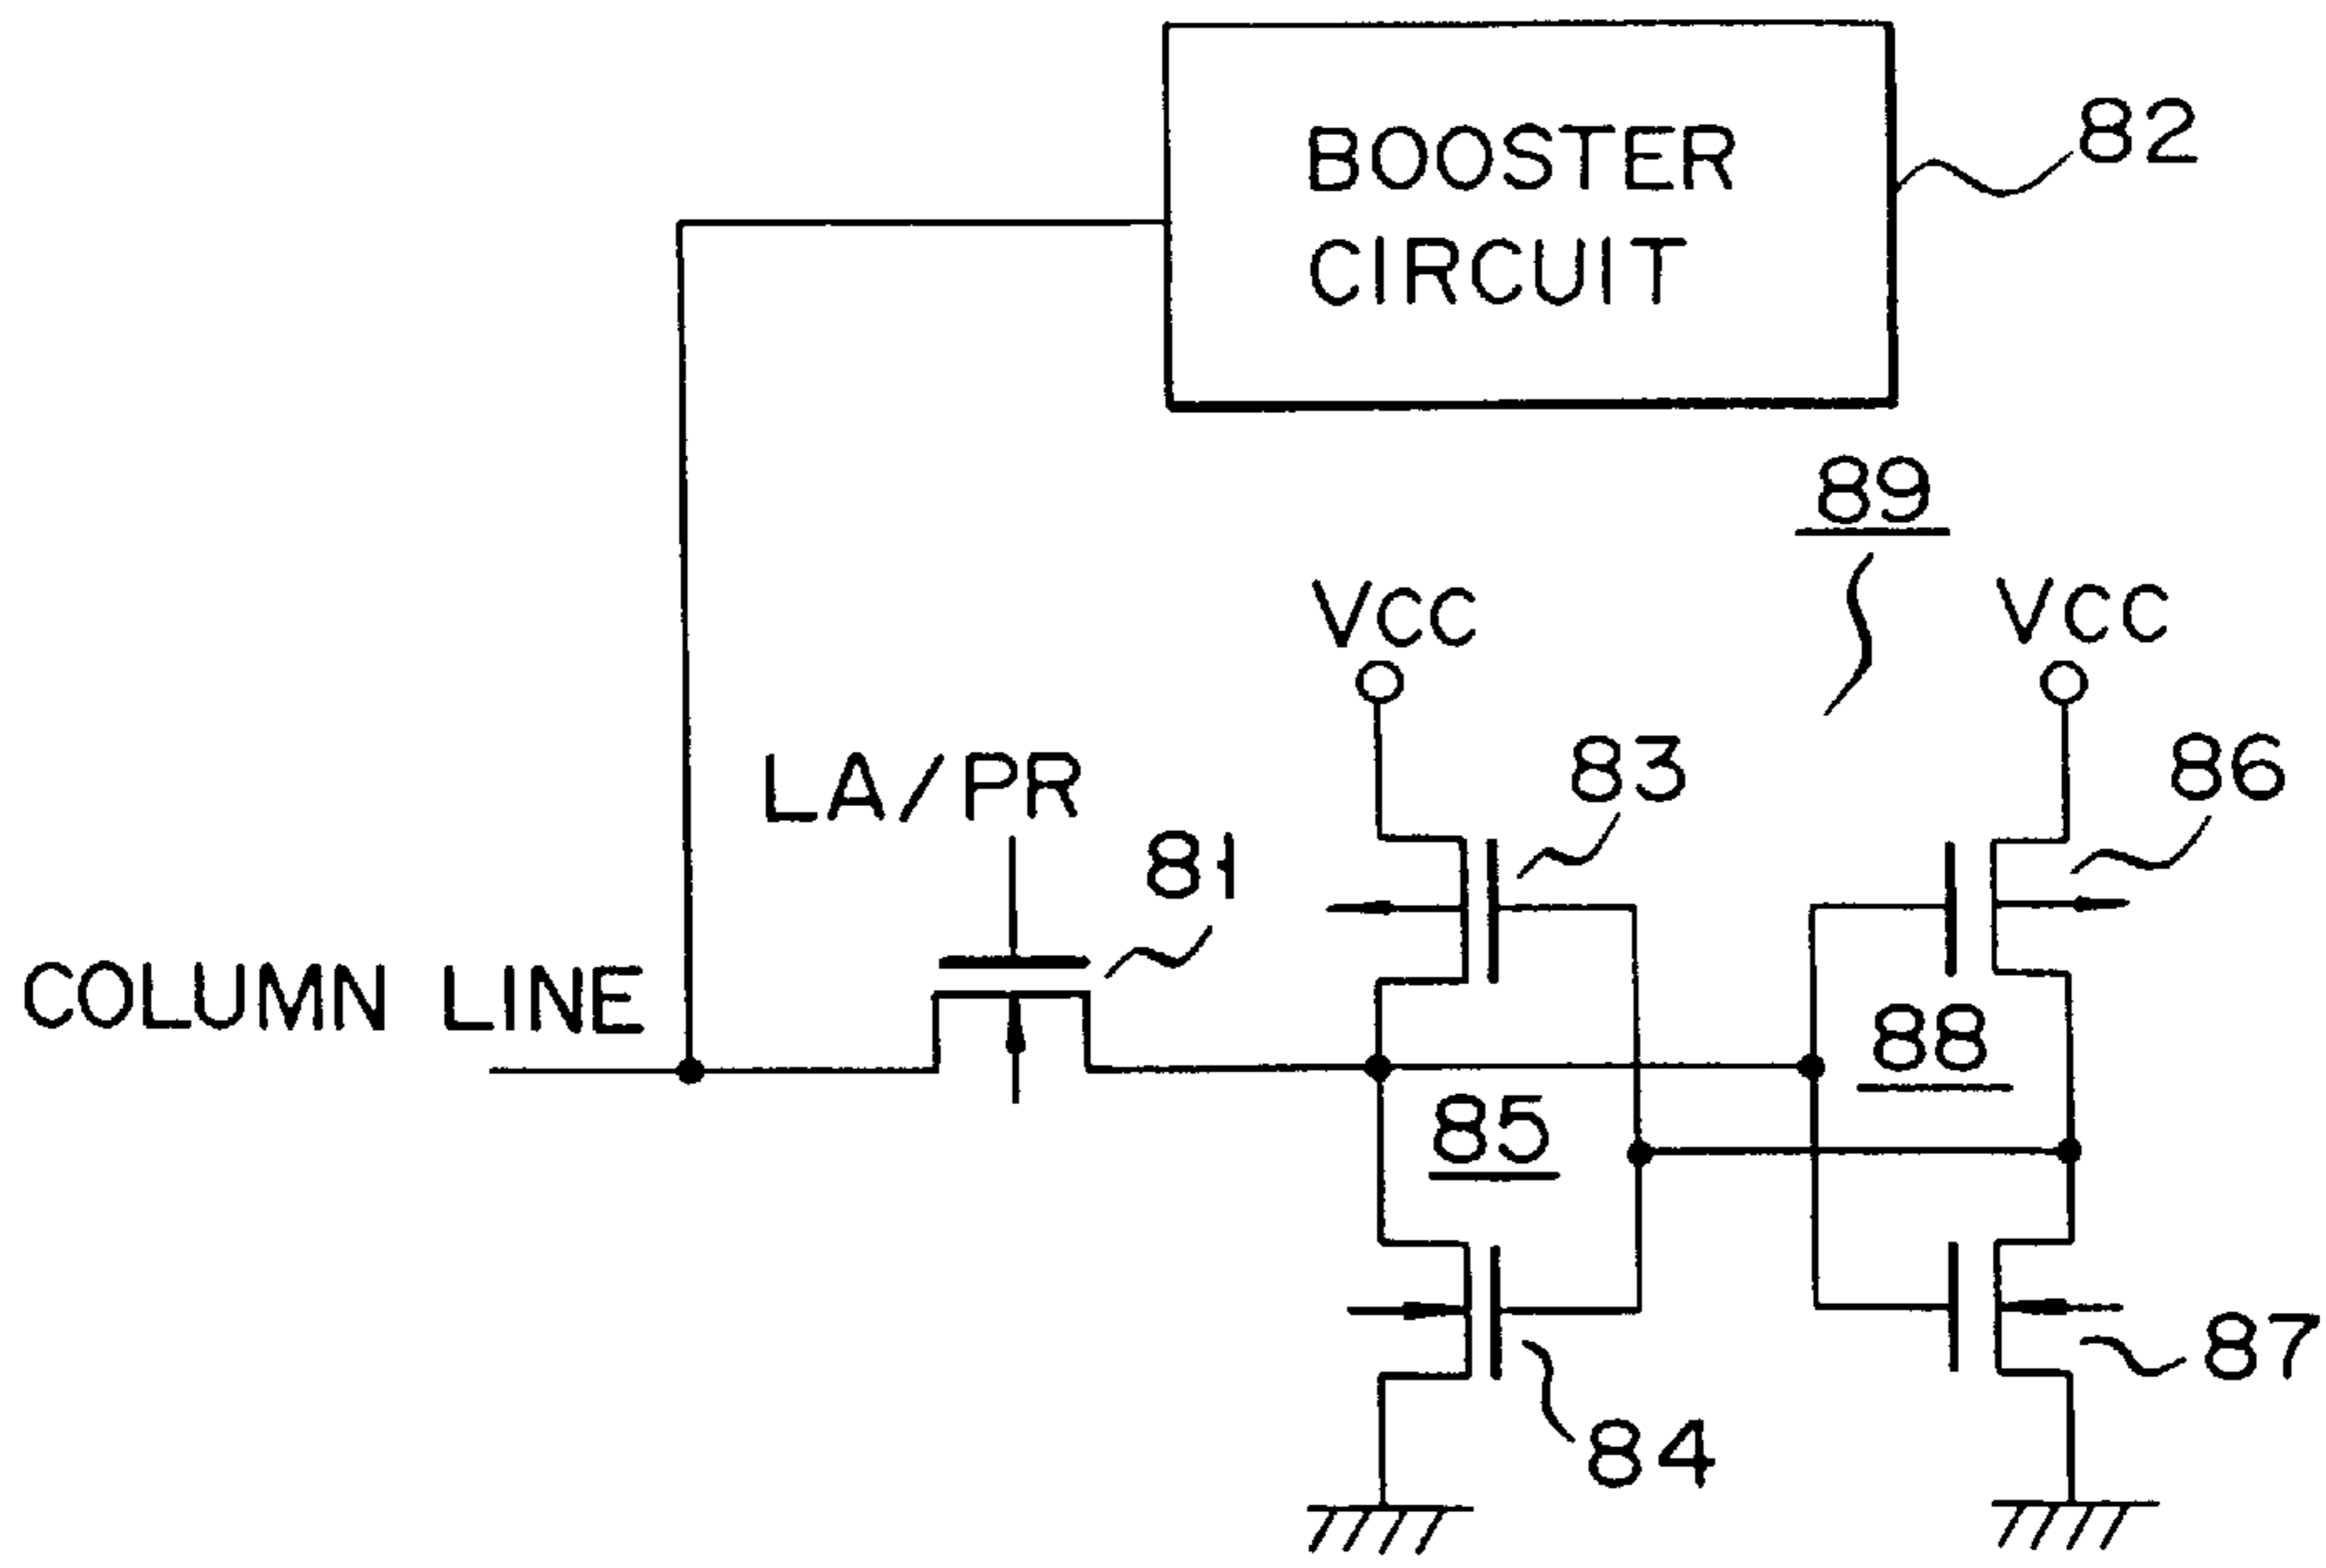 BOOSTER
CIRCUIT
82
89
VCC
VCC
LA/PR
81
83
86
COLUMN LINE
88
85
84
87